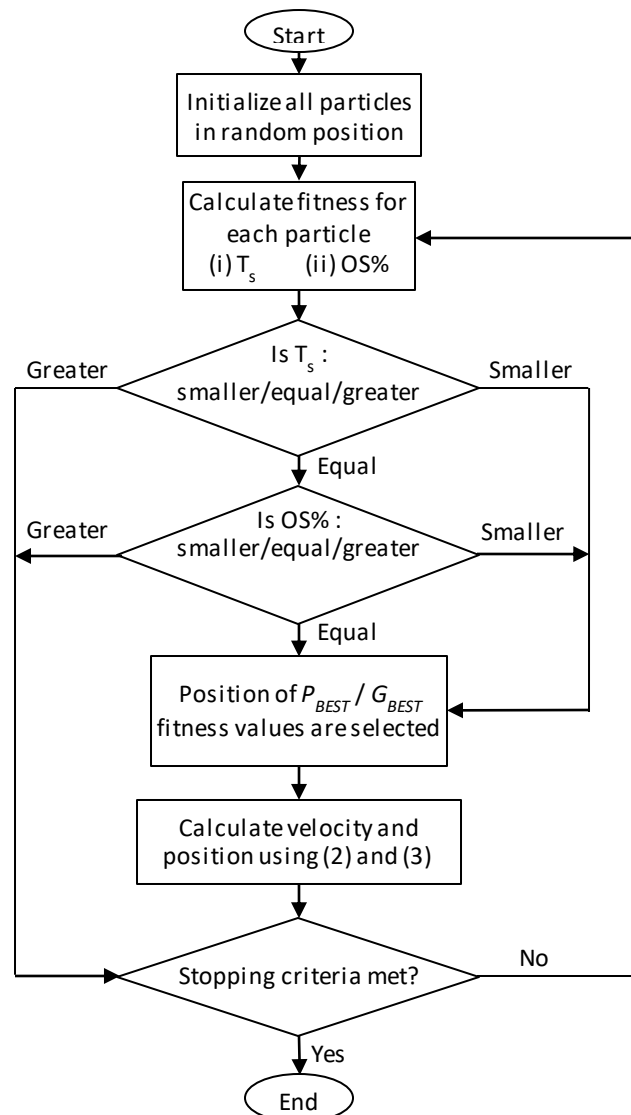 Start
Initialize all particles
in random position
Calculate fitness for
each particle
(i) Ts (ii) OS%
Is Ts :
smaller/equal/greater
Greater
Smaller
Equal
Is OS% :
smaller/equal/greater
Greater
Smaller
Equal
Position of PBEST / GBEST
fitness values are selected
Calculate velocity and
position using (2) and (3)
Stopping criteria met?
No
Yes
End